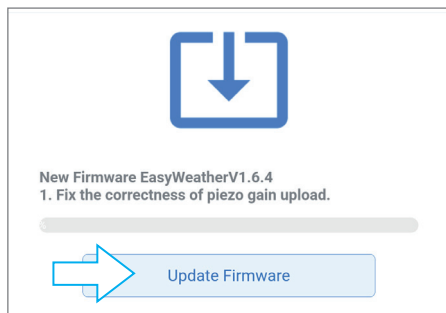 New Firmware EasyWeatherV1.6.4
1. Fix the correctness of piezo gain upload.
Update Firmware